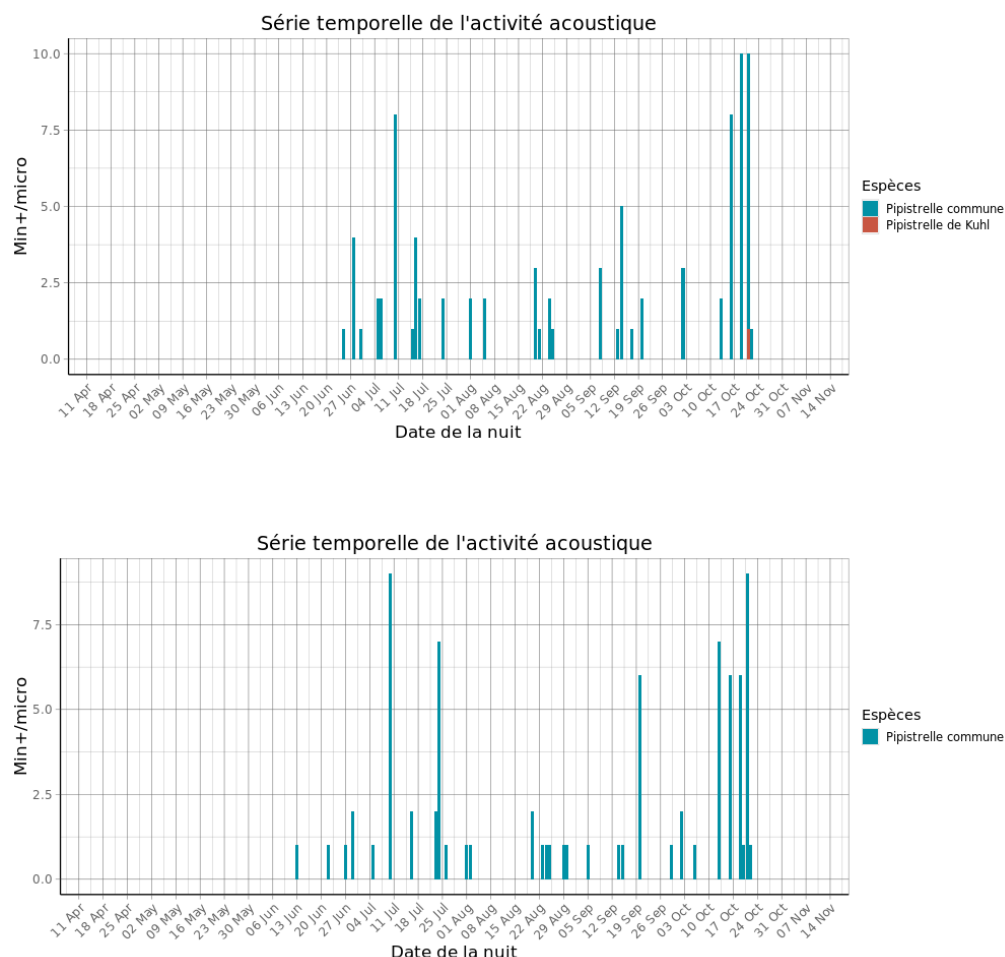 Série temporelle de l'activité acoustique
10.0
7.5
5.0
2.5
0.0
Min+/micro
11 Apr
18 Apr
25 Apr
02 May
09 May
16 May
23 May
30 May
06 Jun
13 Jun
20 Jun
27 Jun
04 Jul
11 Jul
18 Jul
25 Jul
01 Aug
08 Aug
15 Aug
22 Aug
29 Aug
05 Sep
12 Sep
19 Sep
26 Sep
03 Oct
10 Oct
17 Oct
24 Oct
31 Oct
07 Nov
14 Nov
Date de la nuit
Espèces
Pipistrelle commune
Pipistrelle de Kuhl
Série temporelle de l'activité acoustique
7.5
5.0
2.5
0.0
Min+/micro
11 Apr
18 Apr
25 Apr
02 May
09 May
16 May
23 May
30 May
06 Jun
13 Jun
20 Jun
27 Jun
04 Jul
11 Jul
18 Jul
25 Jul
01 Aug
08 Aug
15 Aug
22 Aug
29 Aug
05 Sep
12 Sep
19 Sep
26 Sep
03 Oct
10 Oct
17 Oct
24 Oct
31 Oct
07 Nov
14 Nov
Date de la nuit
Espèces
Pipistrelle commune